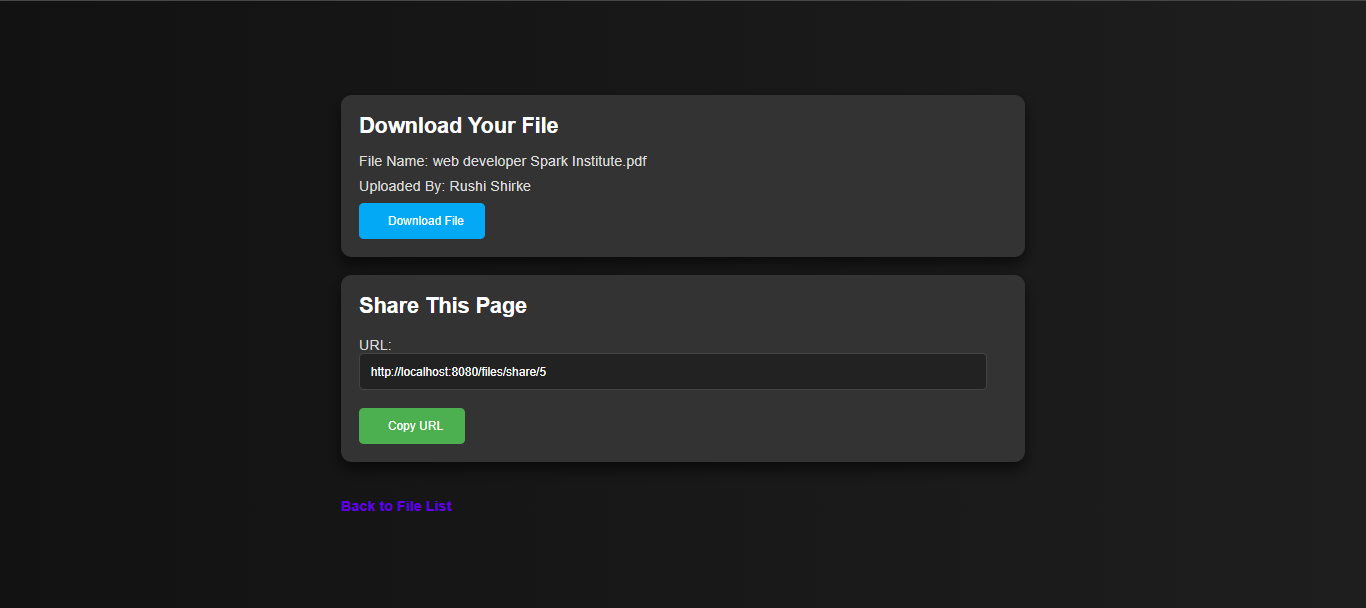 Download Your File
File Name: web developer Spark Institute.pdf
Uploaded By: Rushi Shirke
Download File
Share This Page
URL:
http://localhost:8080/files/share/5
Copy URL
Back to File List